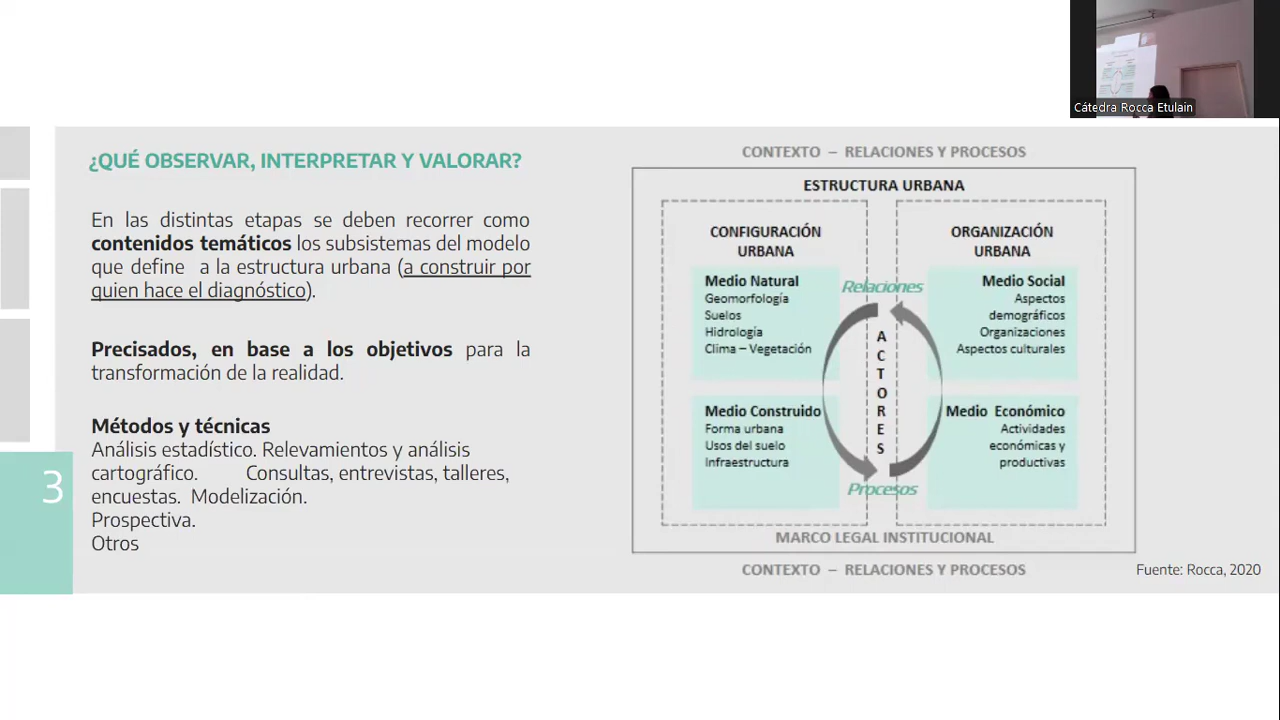 Cátedra Rocca Etulain
¿QUÉ OBSERVAR, INTERPRETAR Y VALORAR?
En las distintas etapas se deben recorrer como
contenidos temáticos los subsistemas del modelo
que define a la estructura urbana (a construir por
quien hace el diagnóstico).
Precisados, en base a los objetivos para la
transformación de la realidad.
Métodos y técnicas
Análisis estadístico. Relevamientos y análisis
cartográfico. Consultas, entrevistas, talleres,
encuestas. Modelización.
Prospectiva.
Otros
3
CONTEXTO – RELACIONES Y PROCESOS
ESTRUCTURA URBANA
CONFIGURACIÓN
URBANA
Medio Natural
Geomorfología
Suelos
Hidrología
Clima – Vegetación
Medio Construido
Forma urbana
Usos del suelo
Infraestructura
Relaciones
ACTORES
Procesos
ORGANIZACIÓN
URBANA
Medio Social
Aspectos
demográficos
Organizaciones
Aspectos culturales
Medio Económico
Actividades
económicas y
productivas
MARCO LEGAL INSTITUCIONAL
CONTEXTO – RELACIONES Y PROCESOS
Fuente: Rocca, 2020